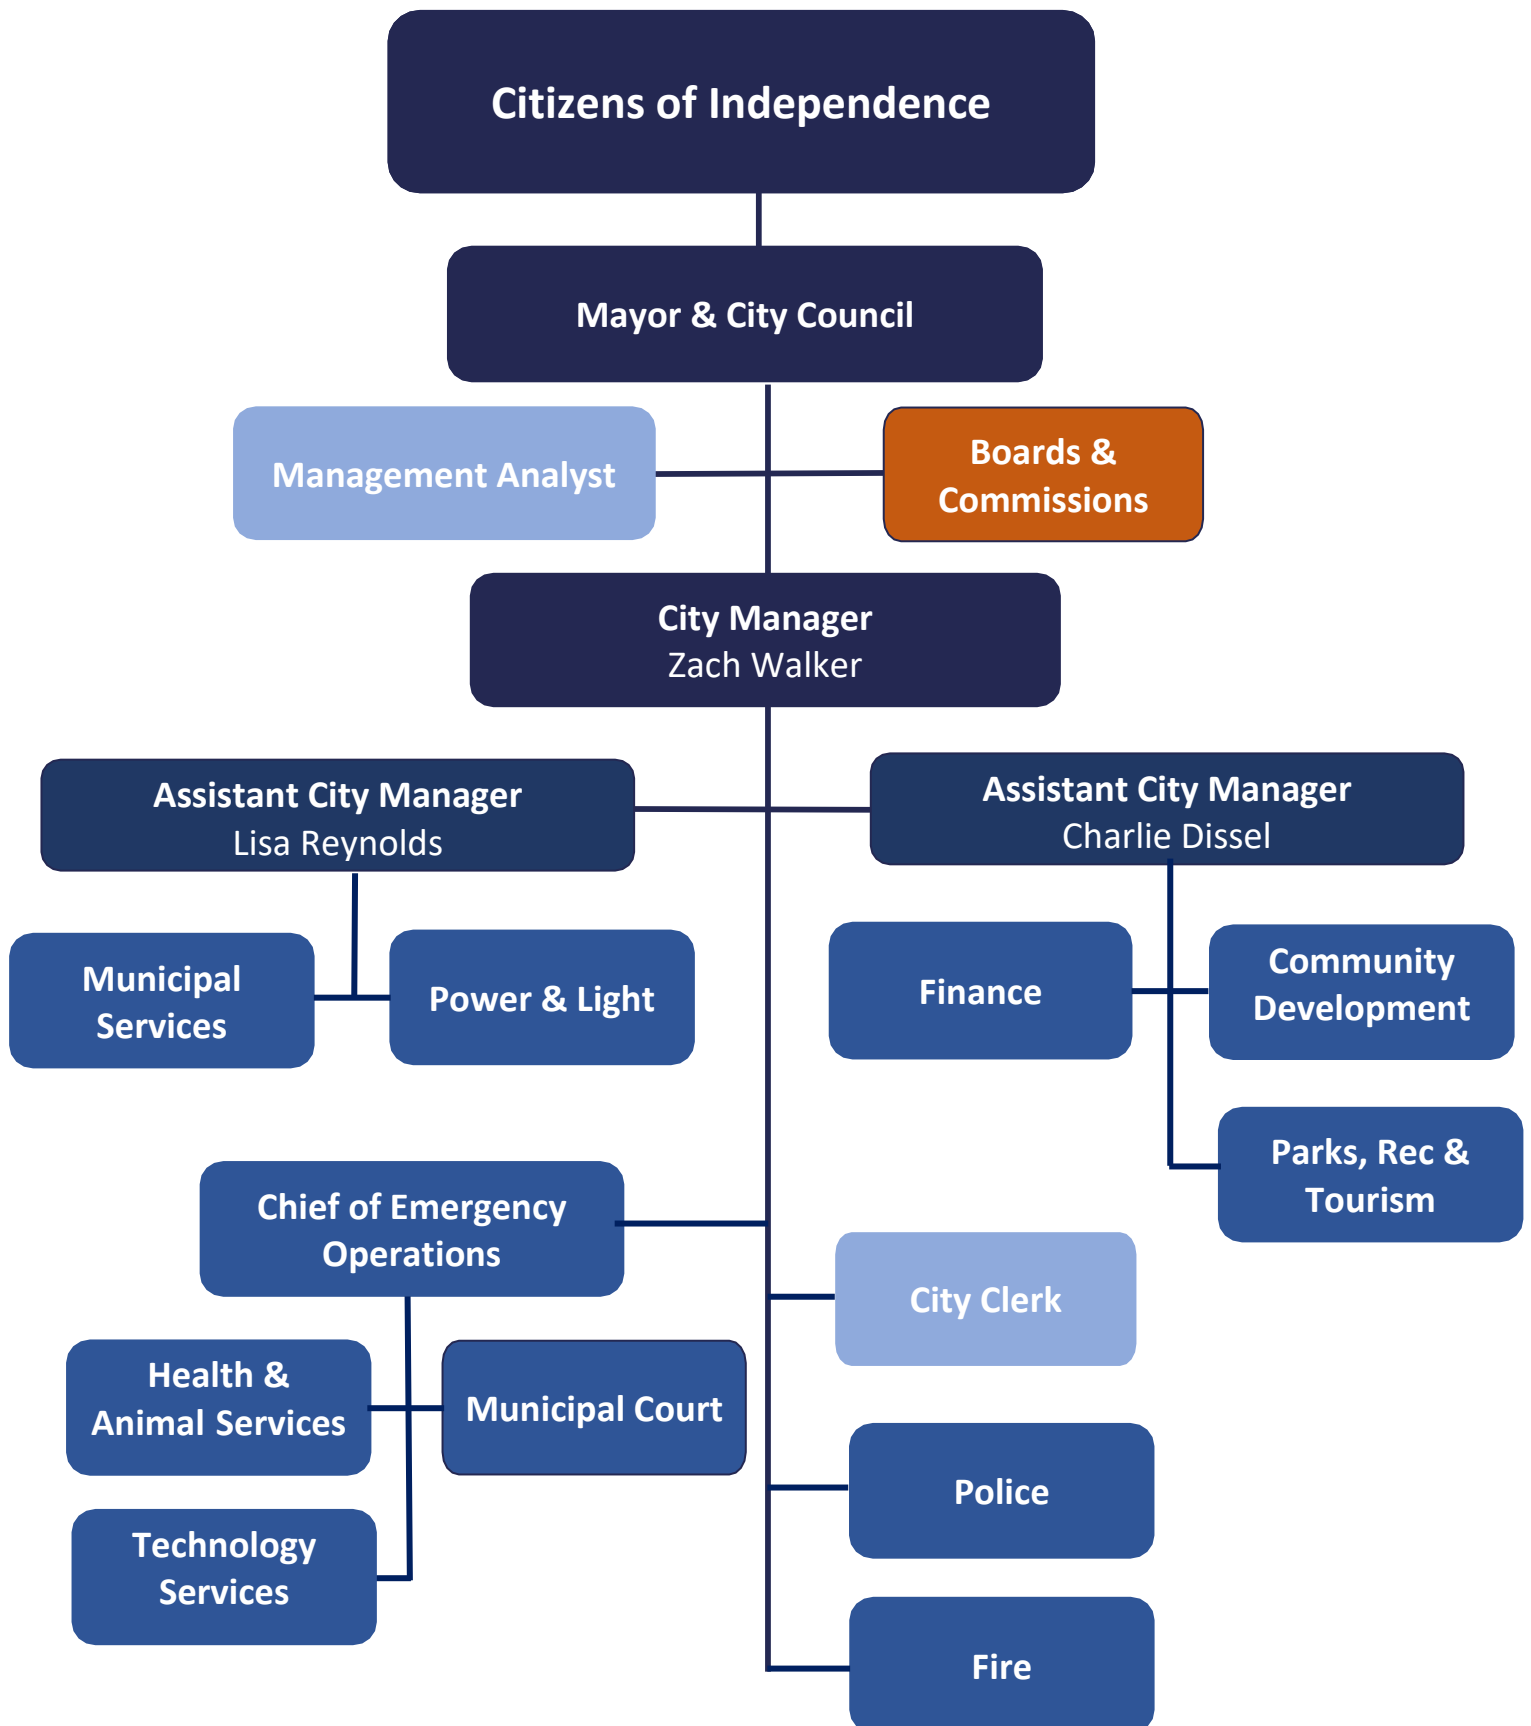 Citizens of Independence
Mayor & City Council
Management Analyst
Boards &
Commissions
City Manager
Zach Walker
Assistant City Manager
Lisa Reynolds
Assistant City Manager
Charlie Dissel
Municipal
Services
Power & Light
Finance
Community
Development
Parks, Rec &
Tourism
Chief of Emergency
Operations
City Clerk
Health &
Animal Services
Municipal Court
Police
Technology
Services
Fire